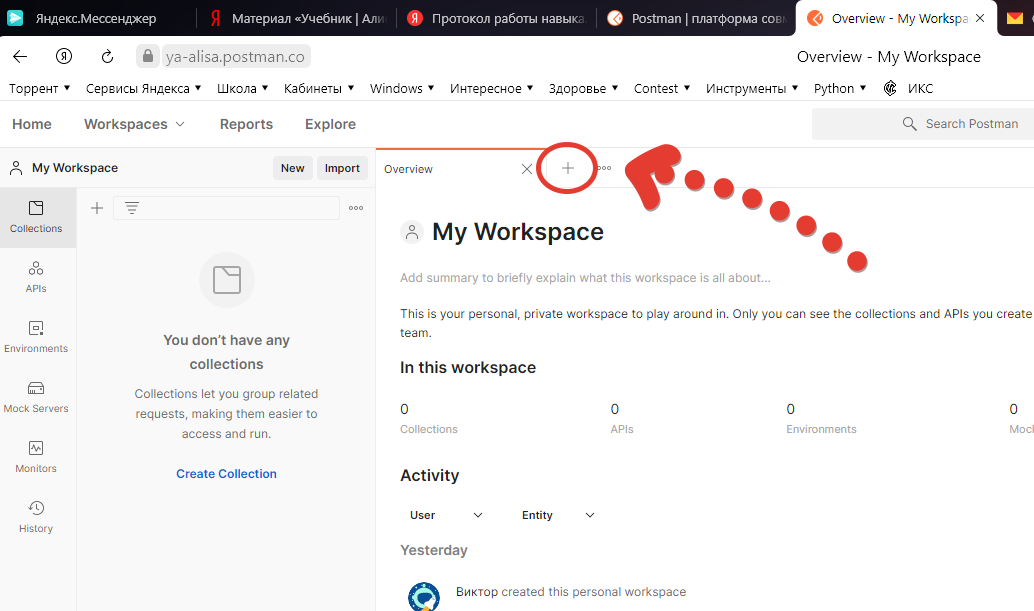 Яндекс.Мессенджер
Материал «Учебник | Али
Протокол работы навыка
Postman | платформа совм
Overview - My Workspa
ya-alisa.postman.co
Overview - My Workspace
Торрент
Сервисы Яндекса
Школа
Кабинеты
Windows
Интересное
Здоровье
Contest
Инструменты
Python
ИКС
Home
Workspaces
Reports
Explore
Search Postman
My Workspace
New
Import
Overview
Collections
APIs
Environments
Mock Servers
Monitors
History
You don't have any
collections
Collections let you group related
requests, making them easier to
access and run.
Create Collection
My Workspace
Add summary to briefly explain what this workspace is all about...
This is your personal, private workspace to play around in. Only you can see the collections and APIs you create
team.
In this workspace
0
Collections
0
APIs
0
Environments
0
Mock
Activity
User
Entity
Yesterday
Виктор created this personal workspace